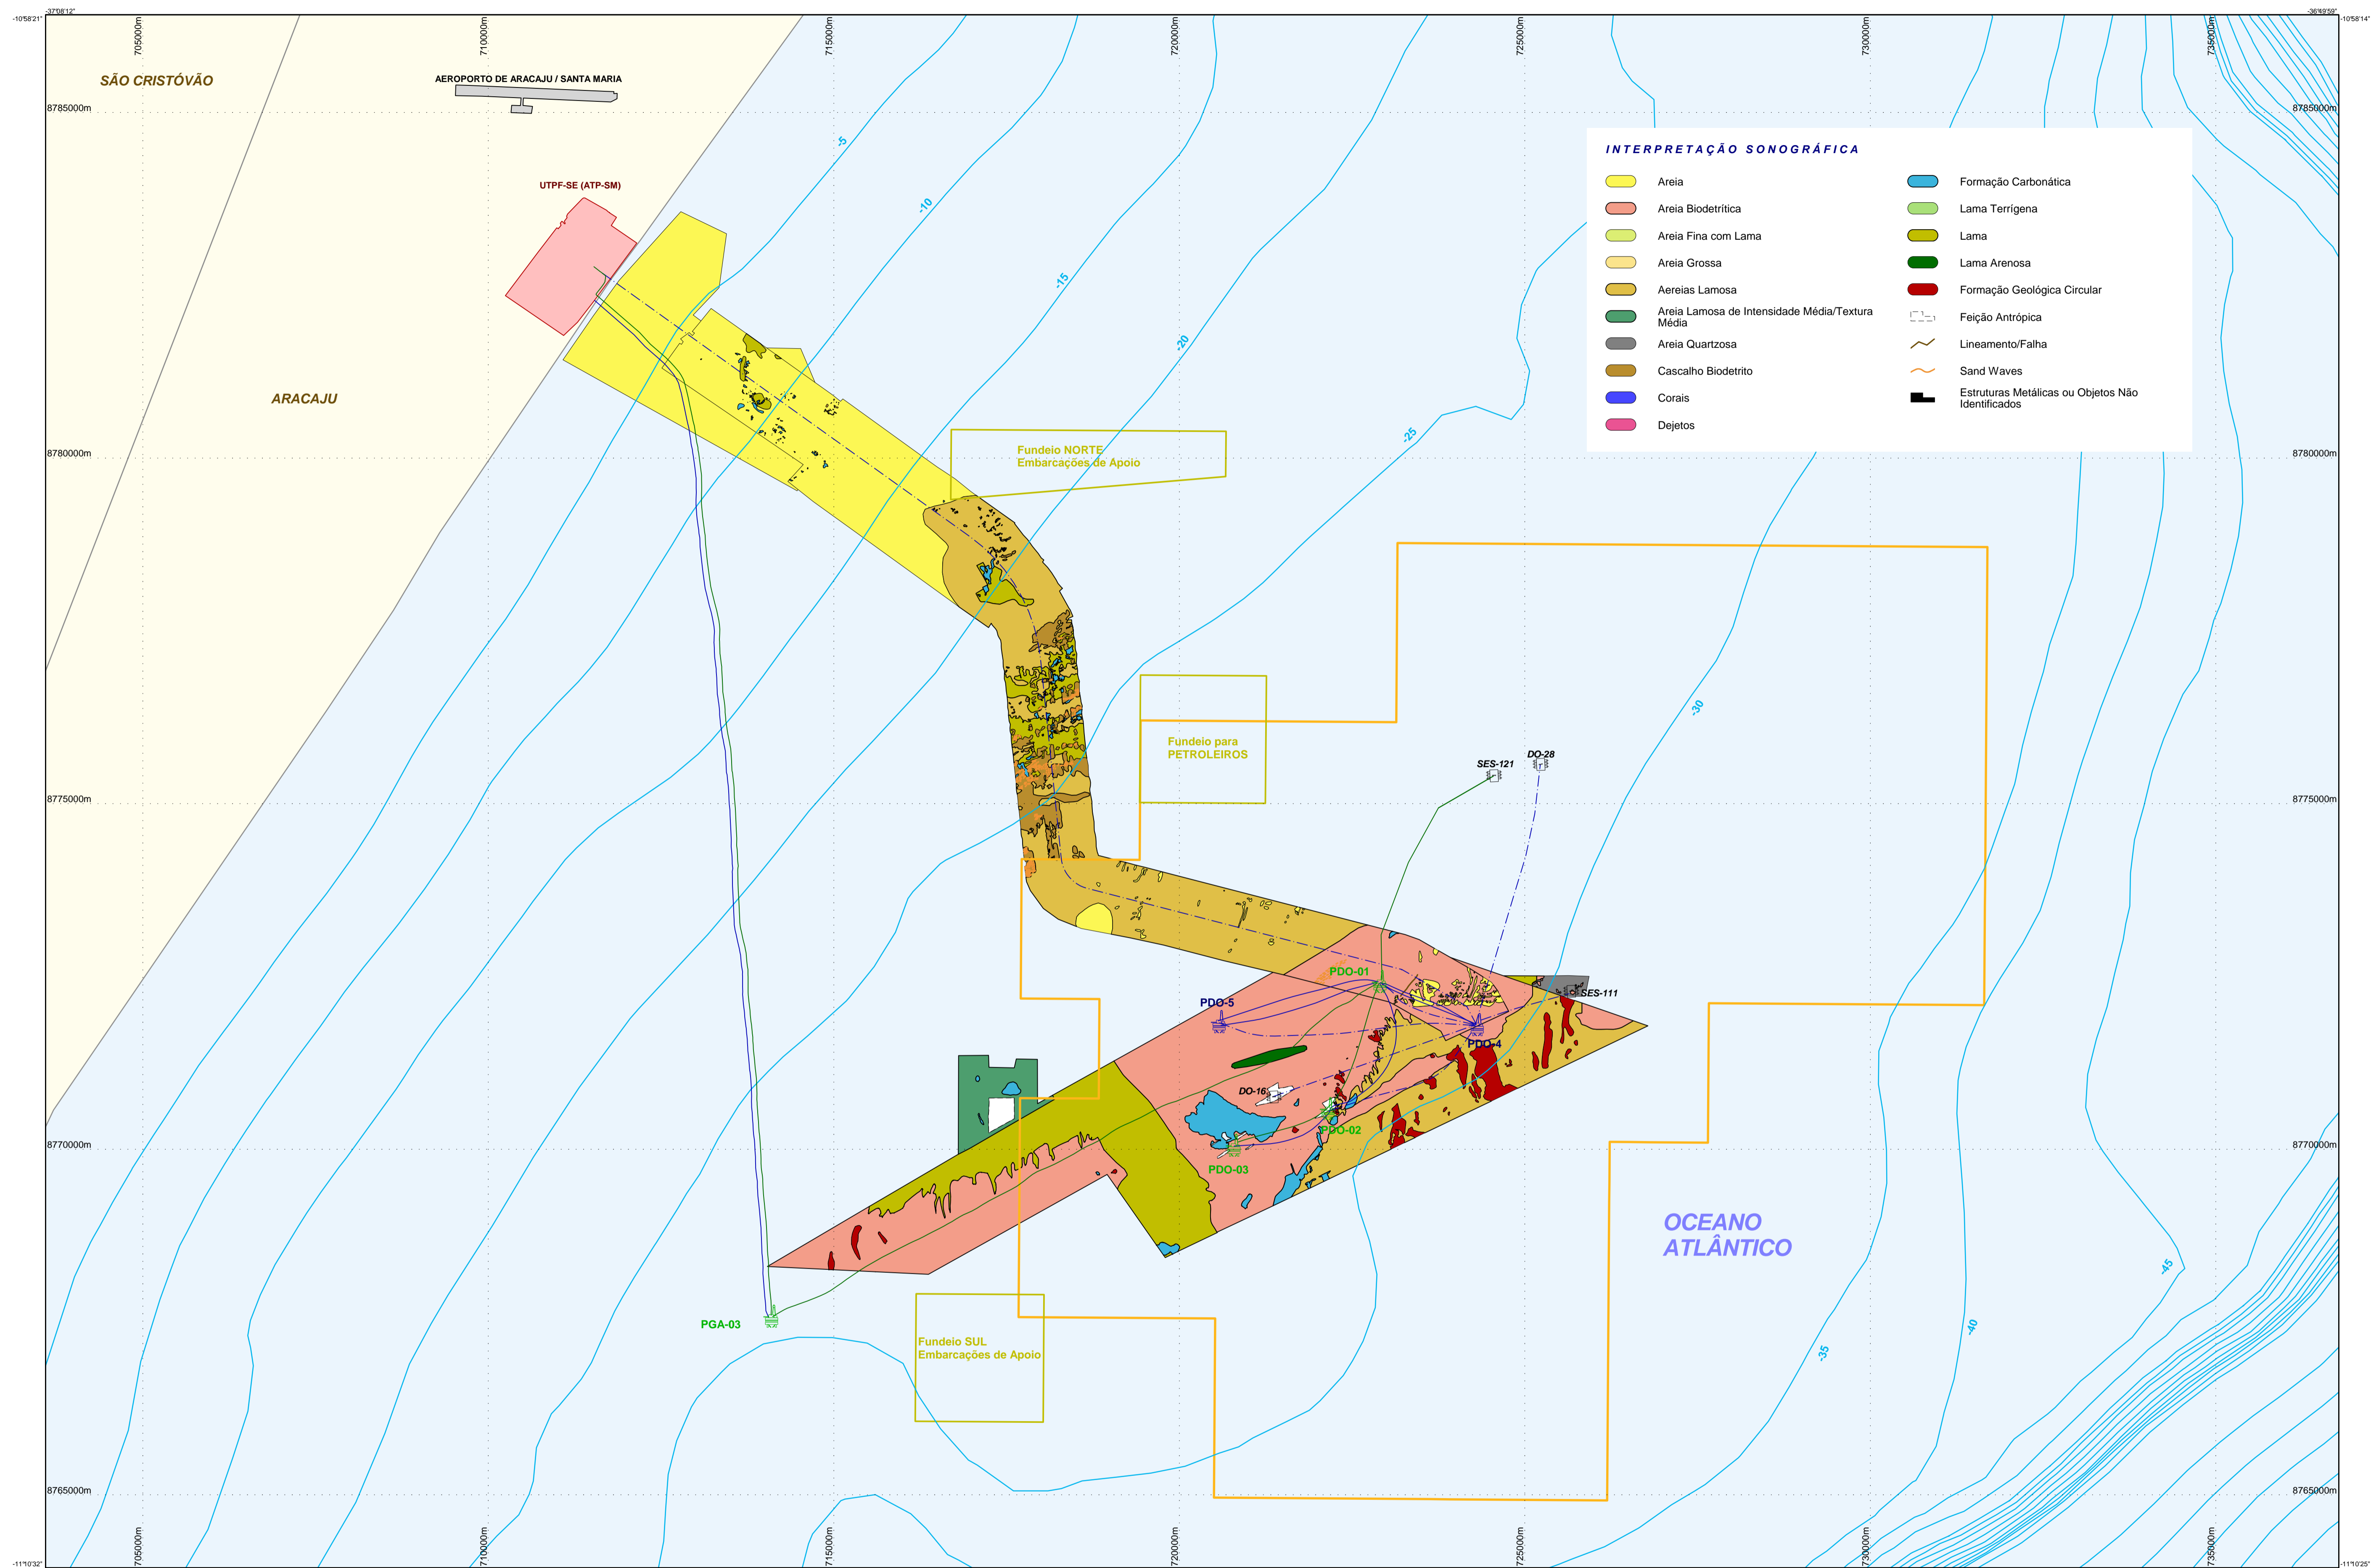 -37°08'12"
-36°49'59"
-10°58'21"
-10°58'14"
705000m
710000m
715000m
720000m
725000m
730000m
735000m
SÃO CRISTÓVÃO
AEROPORTO DE ARACAJU / SANTA MARIA
8785000m
8785000m
-5
INTERPRETAÇÃO SONOGRÁFICA
Areia
Areia Biodetrítica
Areia Fina com Lama
Areia Grossa
Aereias Lamosa
Areia Lamosa de Intensidade Média/Textura
Média
Areia Quartzosa
Cascalho Biodetrito
Corais
Dejetos
Formação Carbonática
Lama Terrígena
Lama
Lama Arenosa
Formação Geológica Circular
Feição Antrópica
Lineamento/Falha
Sand Waves
Estruturas Metálicas ou Objetos Não
Identificados
UTPF-SE (ATP-SM)
-10
-15
-20
ARACAJU
-25
8780000m
8780000m
Fundeio NORTE
Embarcações de Apoio
-30
Fundeio para
PETROLEIROS
DO-28
SES-121
8775000m
8775000m
PDO-01
SES-111
PDO-5
PDO-4
DO-16
PDO-02
8770000m
8770000m
PDO-03
OCEANO
ATLÂNTICO
-45
PGA-03
-40
Fundeio SUL
Embarcações de Apoio
-35
8765000m
8765000m
705000m
710000m
715000m
720000m
725000m
730000m
735000m
-11°10'32"
-11°10'25"